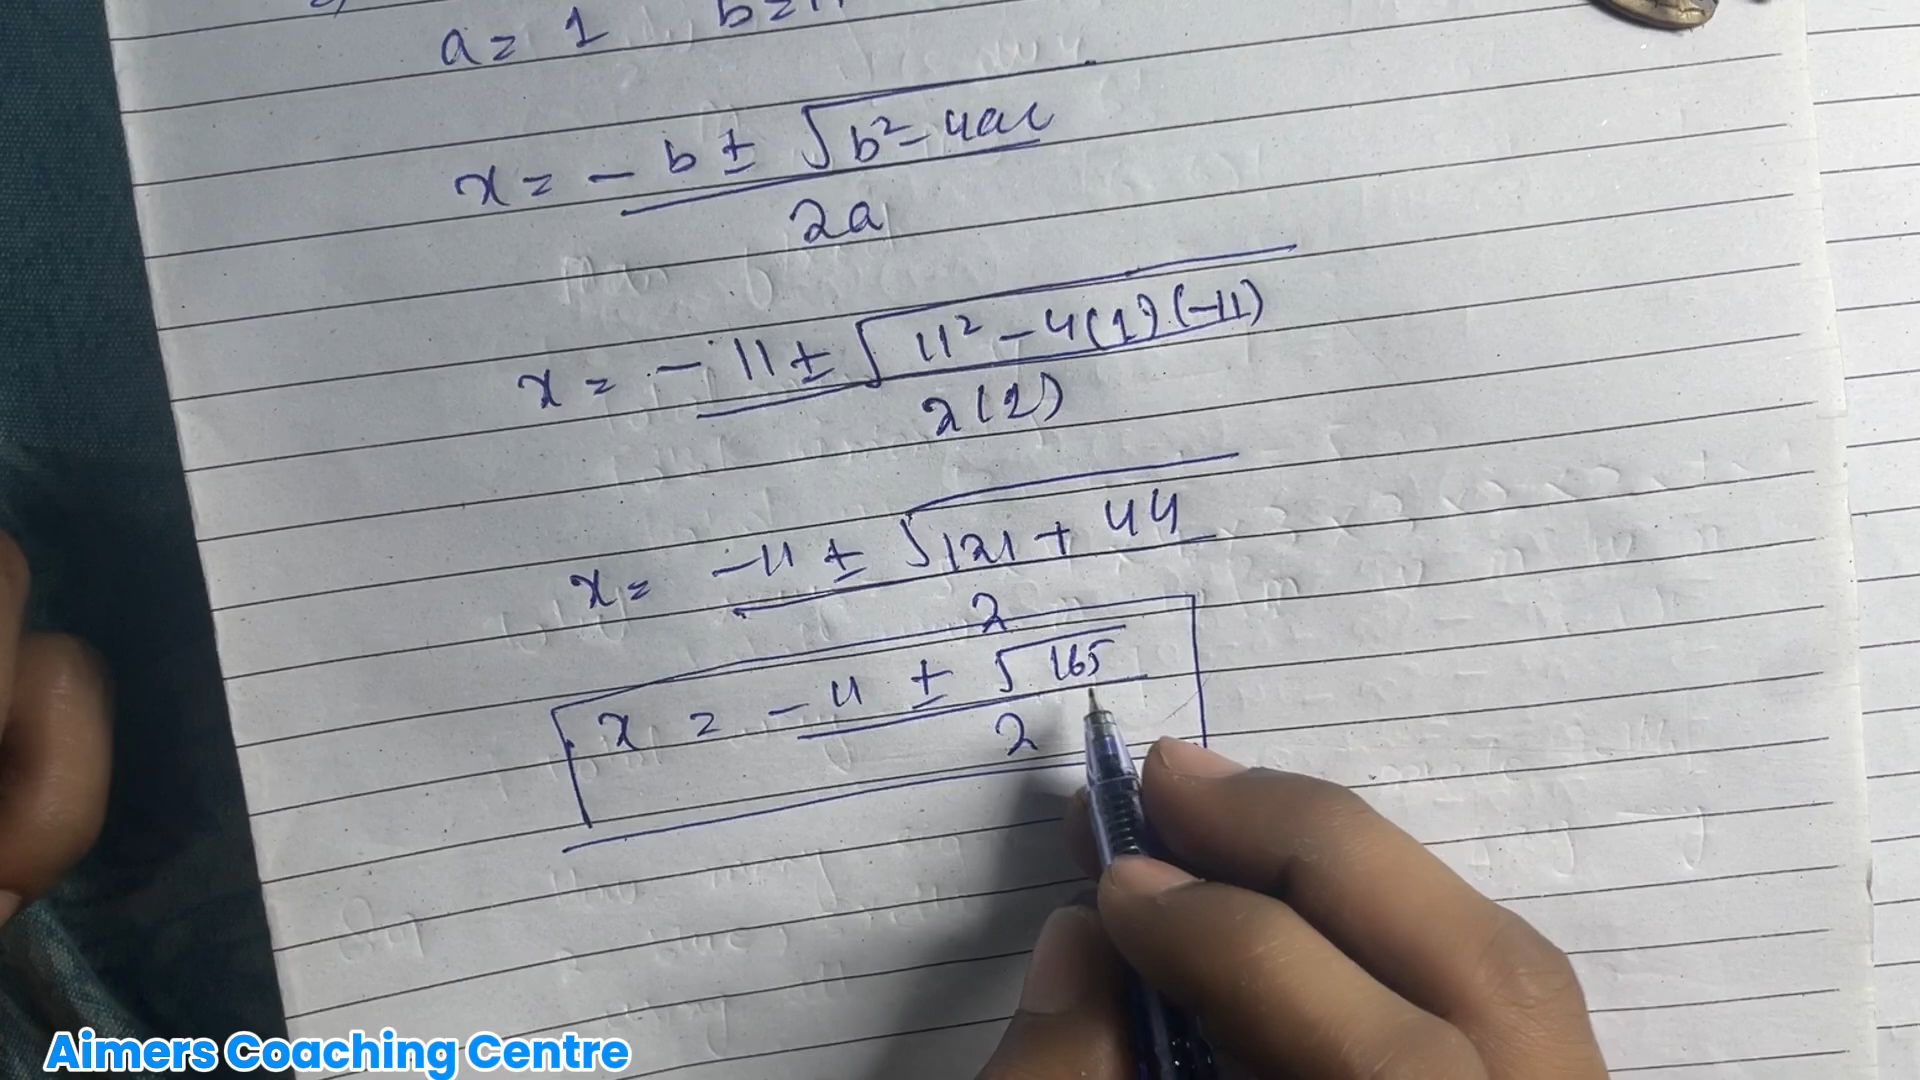 a = 1 b = 11
x = -b ± √b² - 4ac
2a
x = -11 ± √11² - 4(1)(-11)
2(1)
x = -11 ± √121 + 44
2
x = -11 ± √165
2
Aimers Coaching Centre